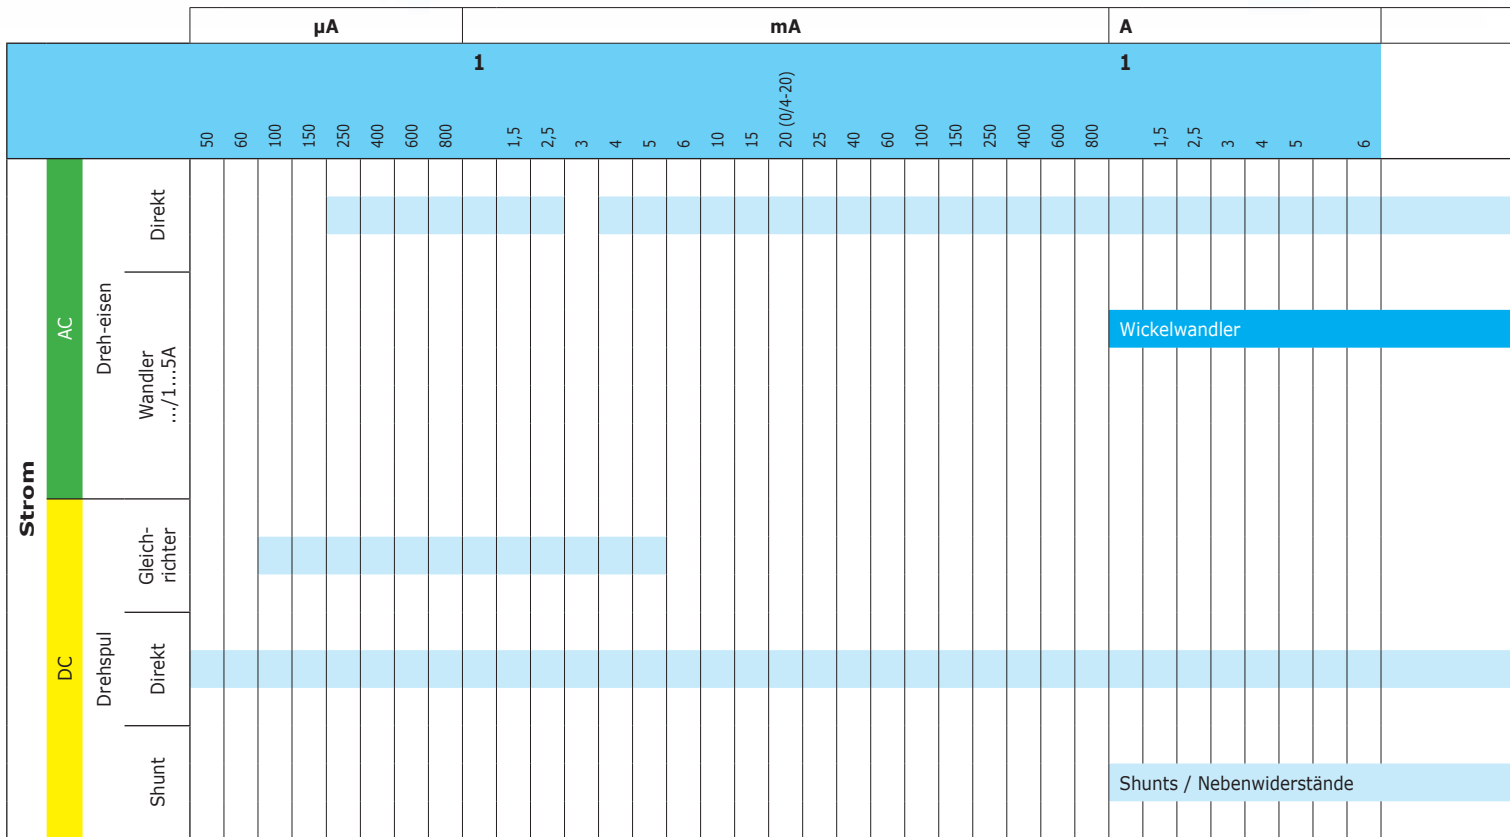 µA mA A
1 1
50 60 100 150 250 400 600 800 1,5 2,5 3 4 5 6 10 15 20 (0/4-20) 25 40 60 100 150 250 400 600 800 1,5 2,5 3 4 5 6
Strom
AC
Dreh-eisen
Direkt
Wandler
.../1...5A
Wickelwandler
DC
Drehspul
Gleich-
richter
Direkt
Shunt
Shunts / Nebenwiderstände